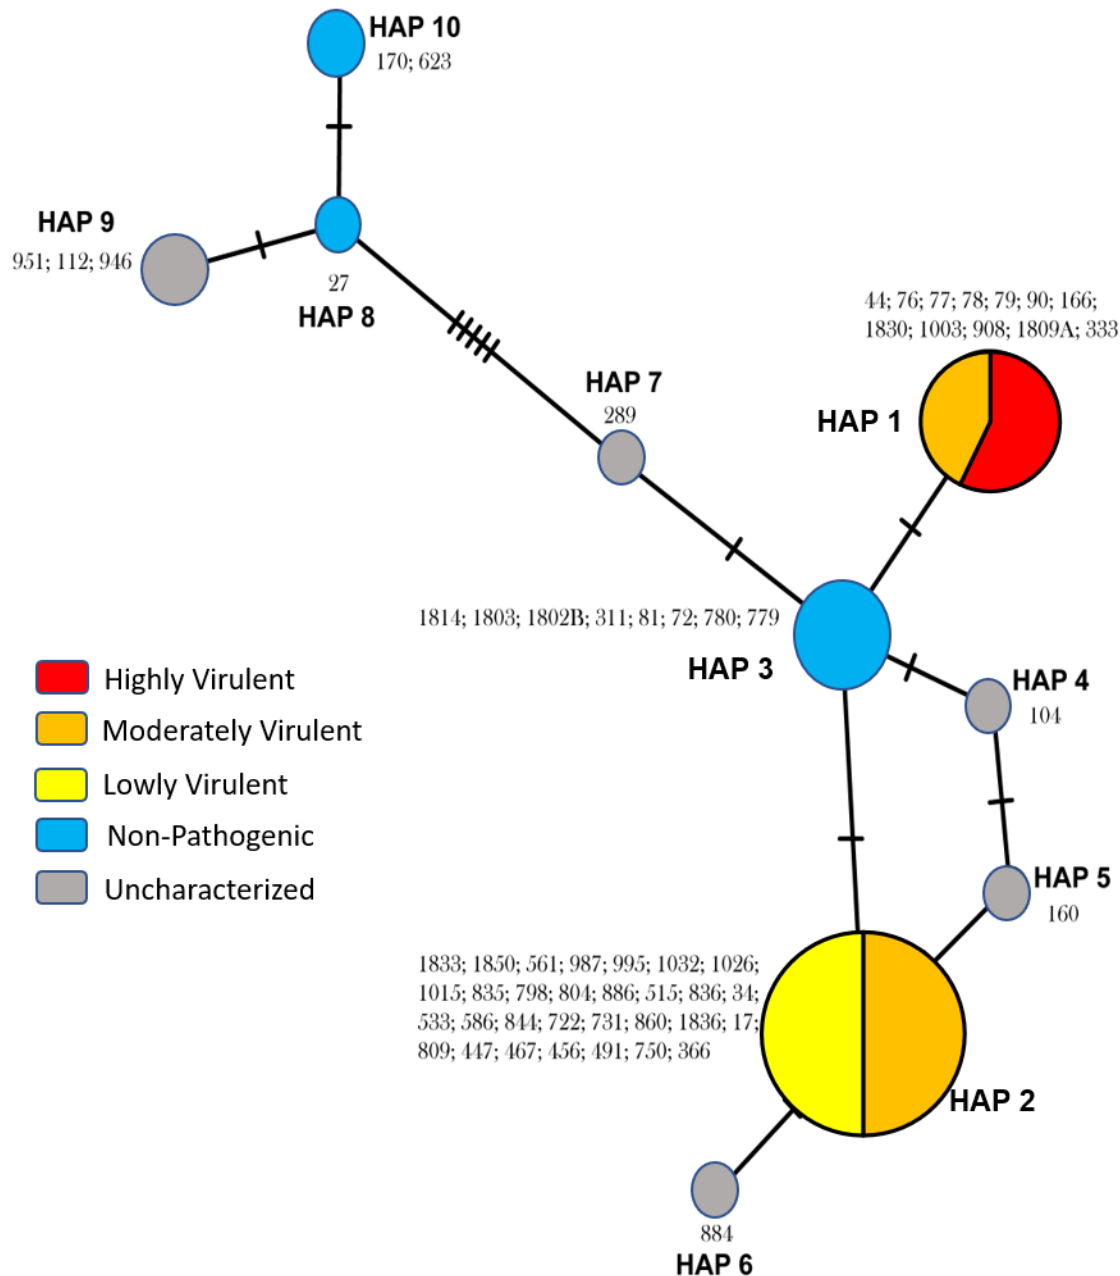 HAP 10
170; 623
HAP 9
951; 112; 946
27
HAP 8
44; 76; 77; 78; 79; 90; 166;
1830; 1003; 908; 1809A; 333
HAP 7
289
HAP 1
1814; 1803; 1802B; 311; 81; 72; 780; 779
HAP 3
HAP 4
104
Highly Virulent
Moderately Virulent
Lowly Virulent
Non-Pathogenic
Uncharacterized
HAP 5
160
1833; 1850; 561; 987; 995; 1032; 1026;
1015; 835; 798; 804; 886; 515; 836; 34;
533; 586; 844; 722; 731; 860; 1836; 17;
809; 447; 467; 456; 491; 750; 366
HAP 2
884
HAP 6